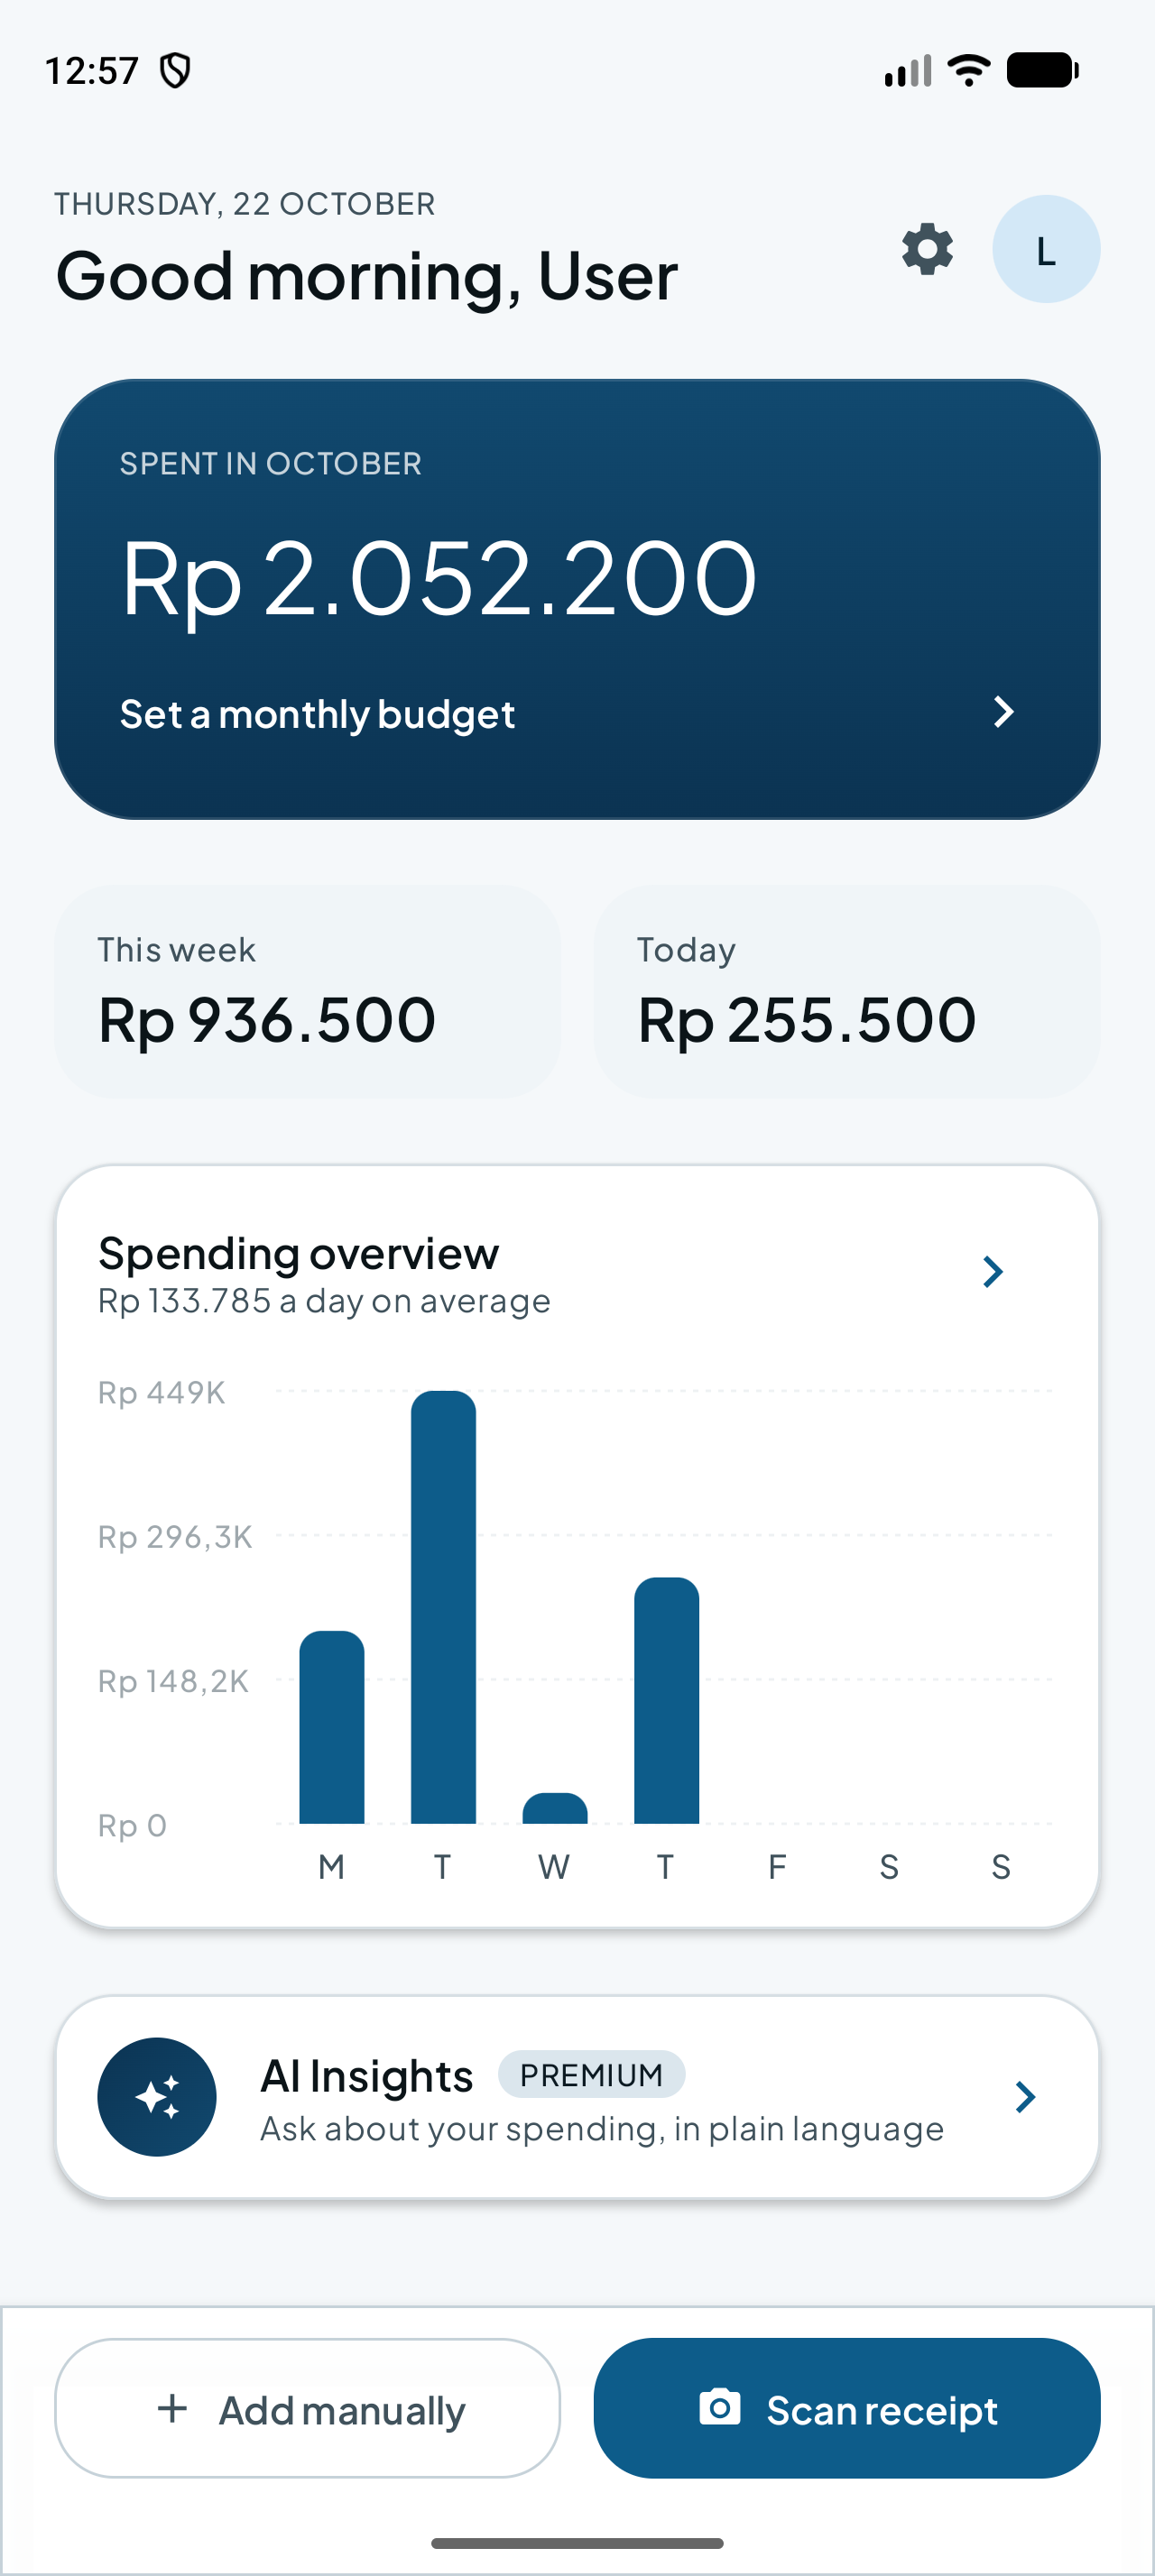 12:57
THURSDAY, 22 OCTOBER
Good morning, User
L
SPENT IN OCTOBER
Rp 2.052.200
Set a monthly budget
This week
Rp 936.500
Today
Rp 255.500
Spending overview
Rp 133.785 a day on average
Rp 449K
Rp 296,3K
Rp 148,2K
Rp 0
M T W T F S S
AI Insights PREMIUM
Ask about your spending, in plain language
Add manually
Scan receipt